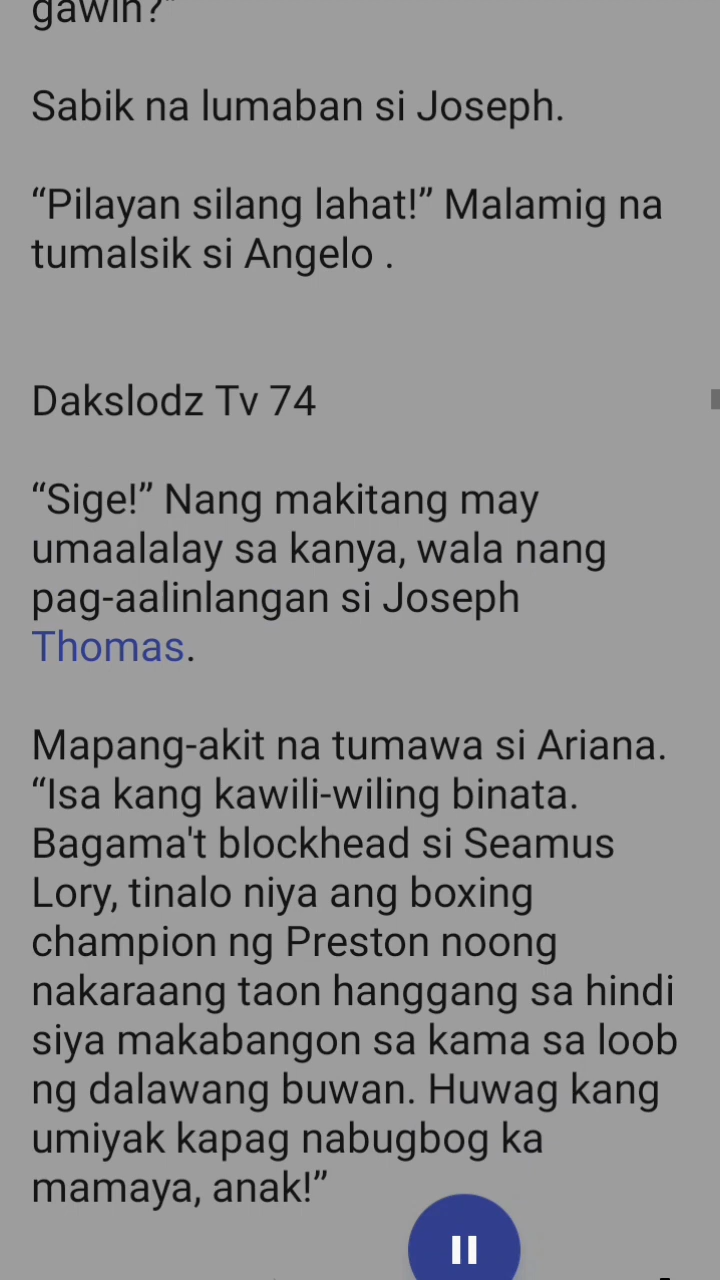 gawin?”
Sabik na lumaban si Joseph.
“Pilayan silang lahat!” Malamig na
tumalsik si Angelo .
Dakslodz Tv 74
“Sige!” Nang makitang may
umaalalay sa kanya, wala nang
pag-aalinlangan si Joseph
Thomas.
Mapang-akit na tumawa si Ariana.
“Isa kang kawili-wiling binata.
Bagama't blockhead si Seamus
Lory, tinalo niya ang boxing
champion ng Preston noong
nakaraang taon hanggang sa hindi
siya makabangon sa kama sa loob
ng dalawang buwan. Huwag kang
umiyak kapag nabugbog ka
mamaya, anak!”